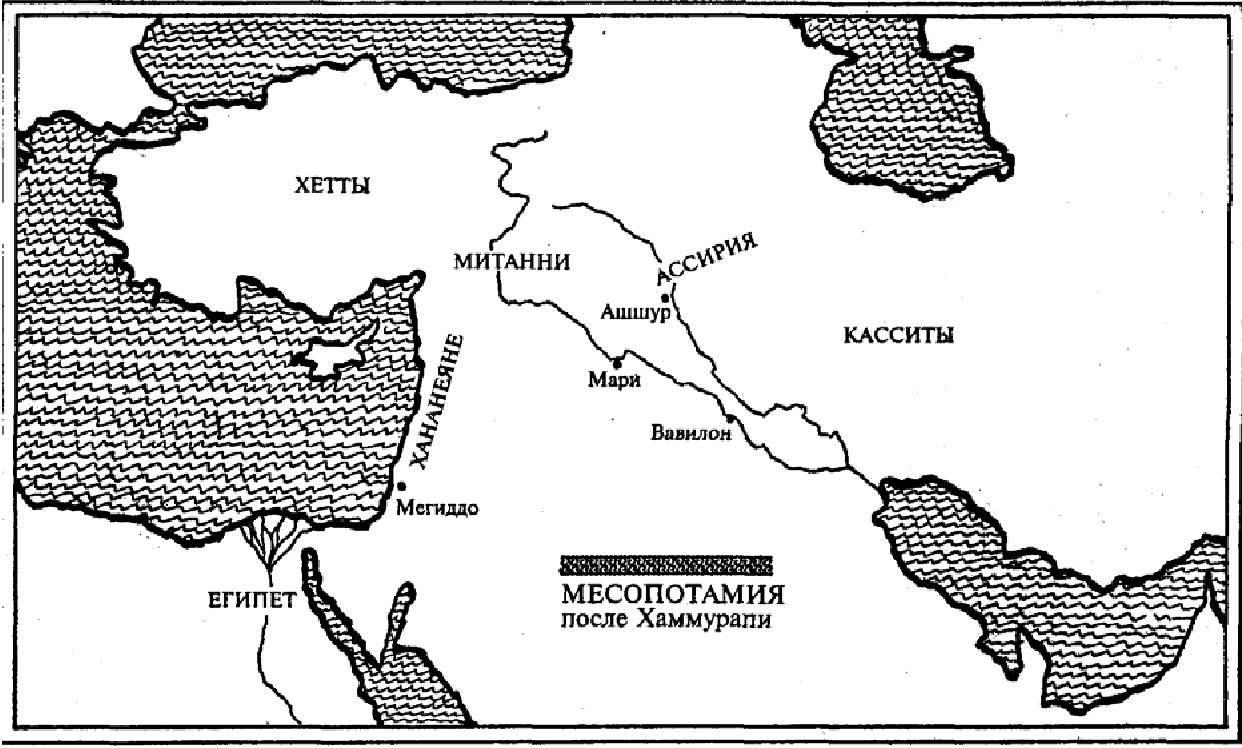 ХЕТТЫ
МИТАННИ
АССИРИЯ
Ашшур
КАССИТЫ
Мари
ХАНАНЕЯНЕ
Вавилон
Мегиддо
ЕГИПЕТ
МЕСОПОТАМИЯ
после Хаммурапи